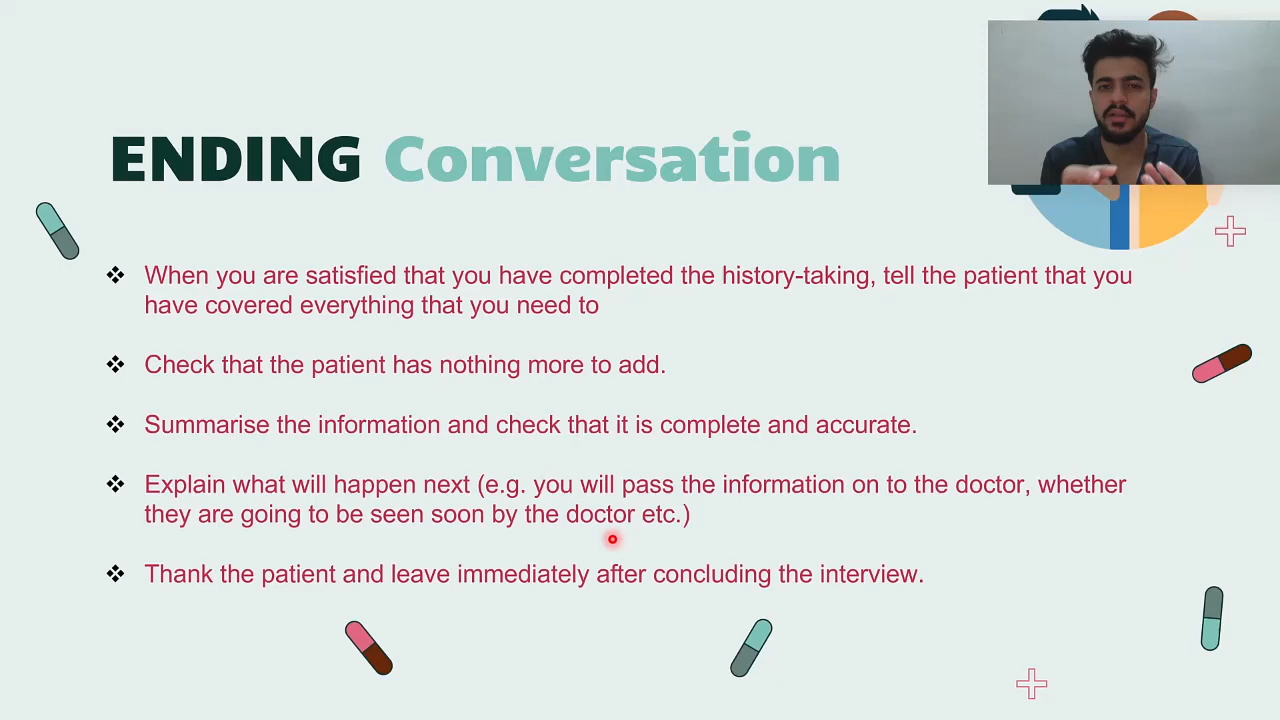 ENDING Conversation
❖ When you are satisfied that you have completed the history-taking, tell the patient that you
have covered everything that you need to
❖ Check that the patient has nothing more to add.
❖ Summarise the information and check that it is complete and accurate.
❖ Explain what will happen next (e.g. you will pass the information on to the doctor, whether
they are going to be seen soon by the doctor etc.)
❖ Thank the patient and leave immediately after concluding the interview.